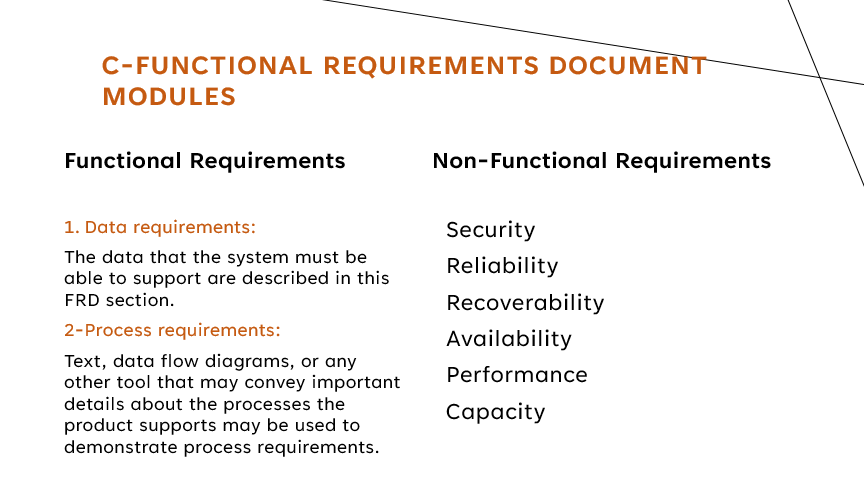 C-FUNCTIONAL REQUIREMENTS DOCUMENT
MODULES
Functional Requirements
1. Data requirements:
The data that the system must be
able to support are described in this
FRD section.
2-Process requirements:
Text, data flow diagrams, or any
other tool that may convey important
details about the processes the
product supports may be used to
demonstrate process requirements.
Non-Functional Requirements
Security
Reliability
Recoverability
Availability
Performance
Capacity